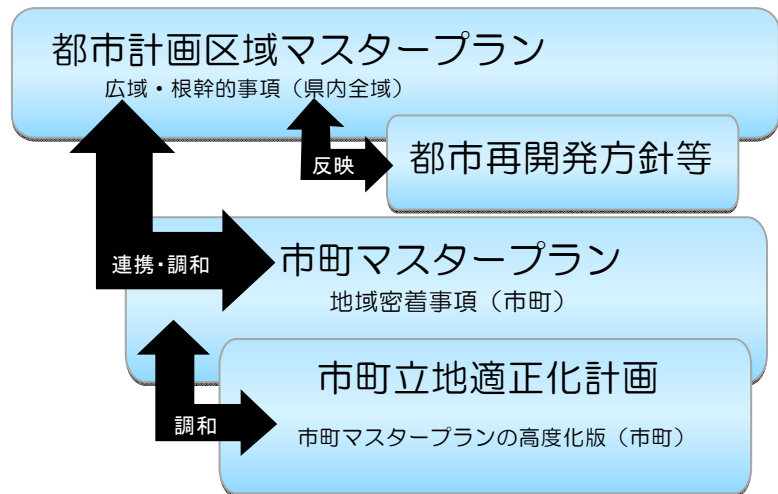 都市計画区域マスタープラン
広域・根幹的事項（県内全域）
反映
都市再開発方針等
連携・調和
市町マスタープラン
地域密着事項（市町）
市町立地適正化計画
調和
市町マスタープランの高度化版（市町）